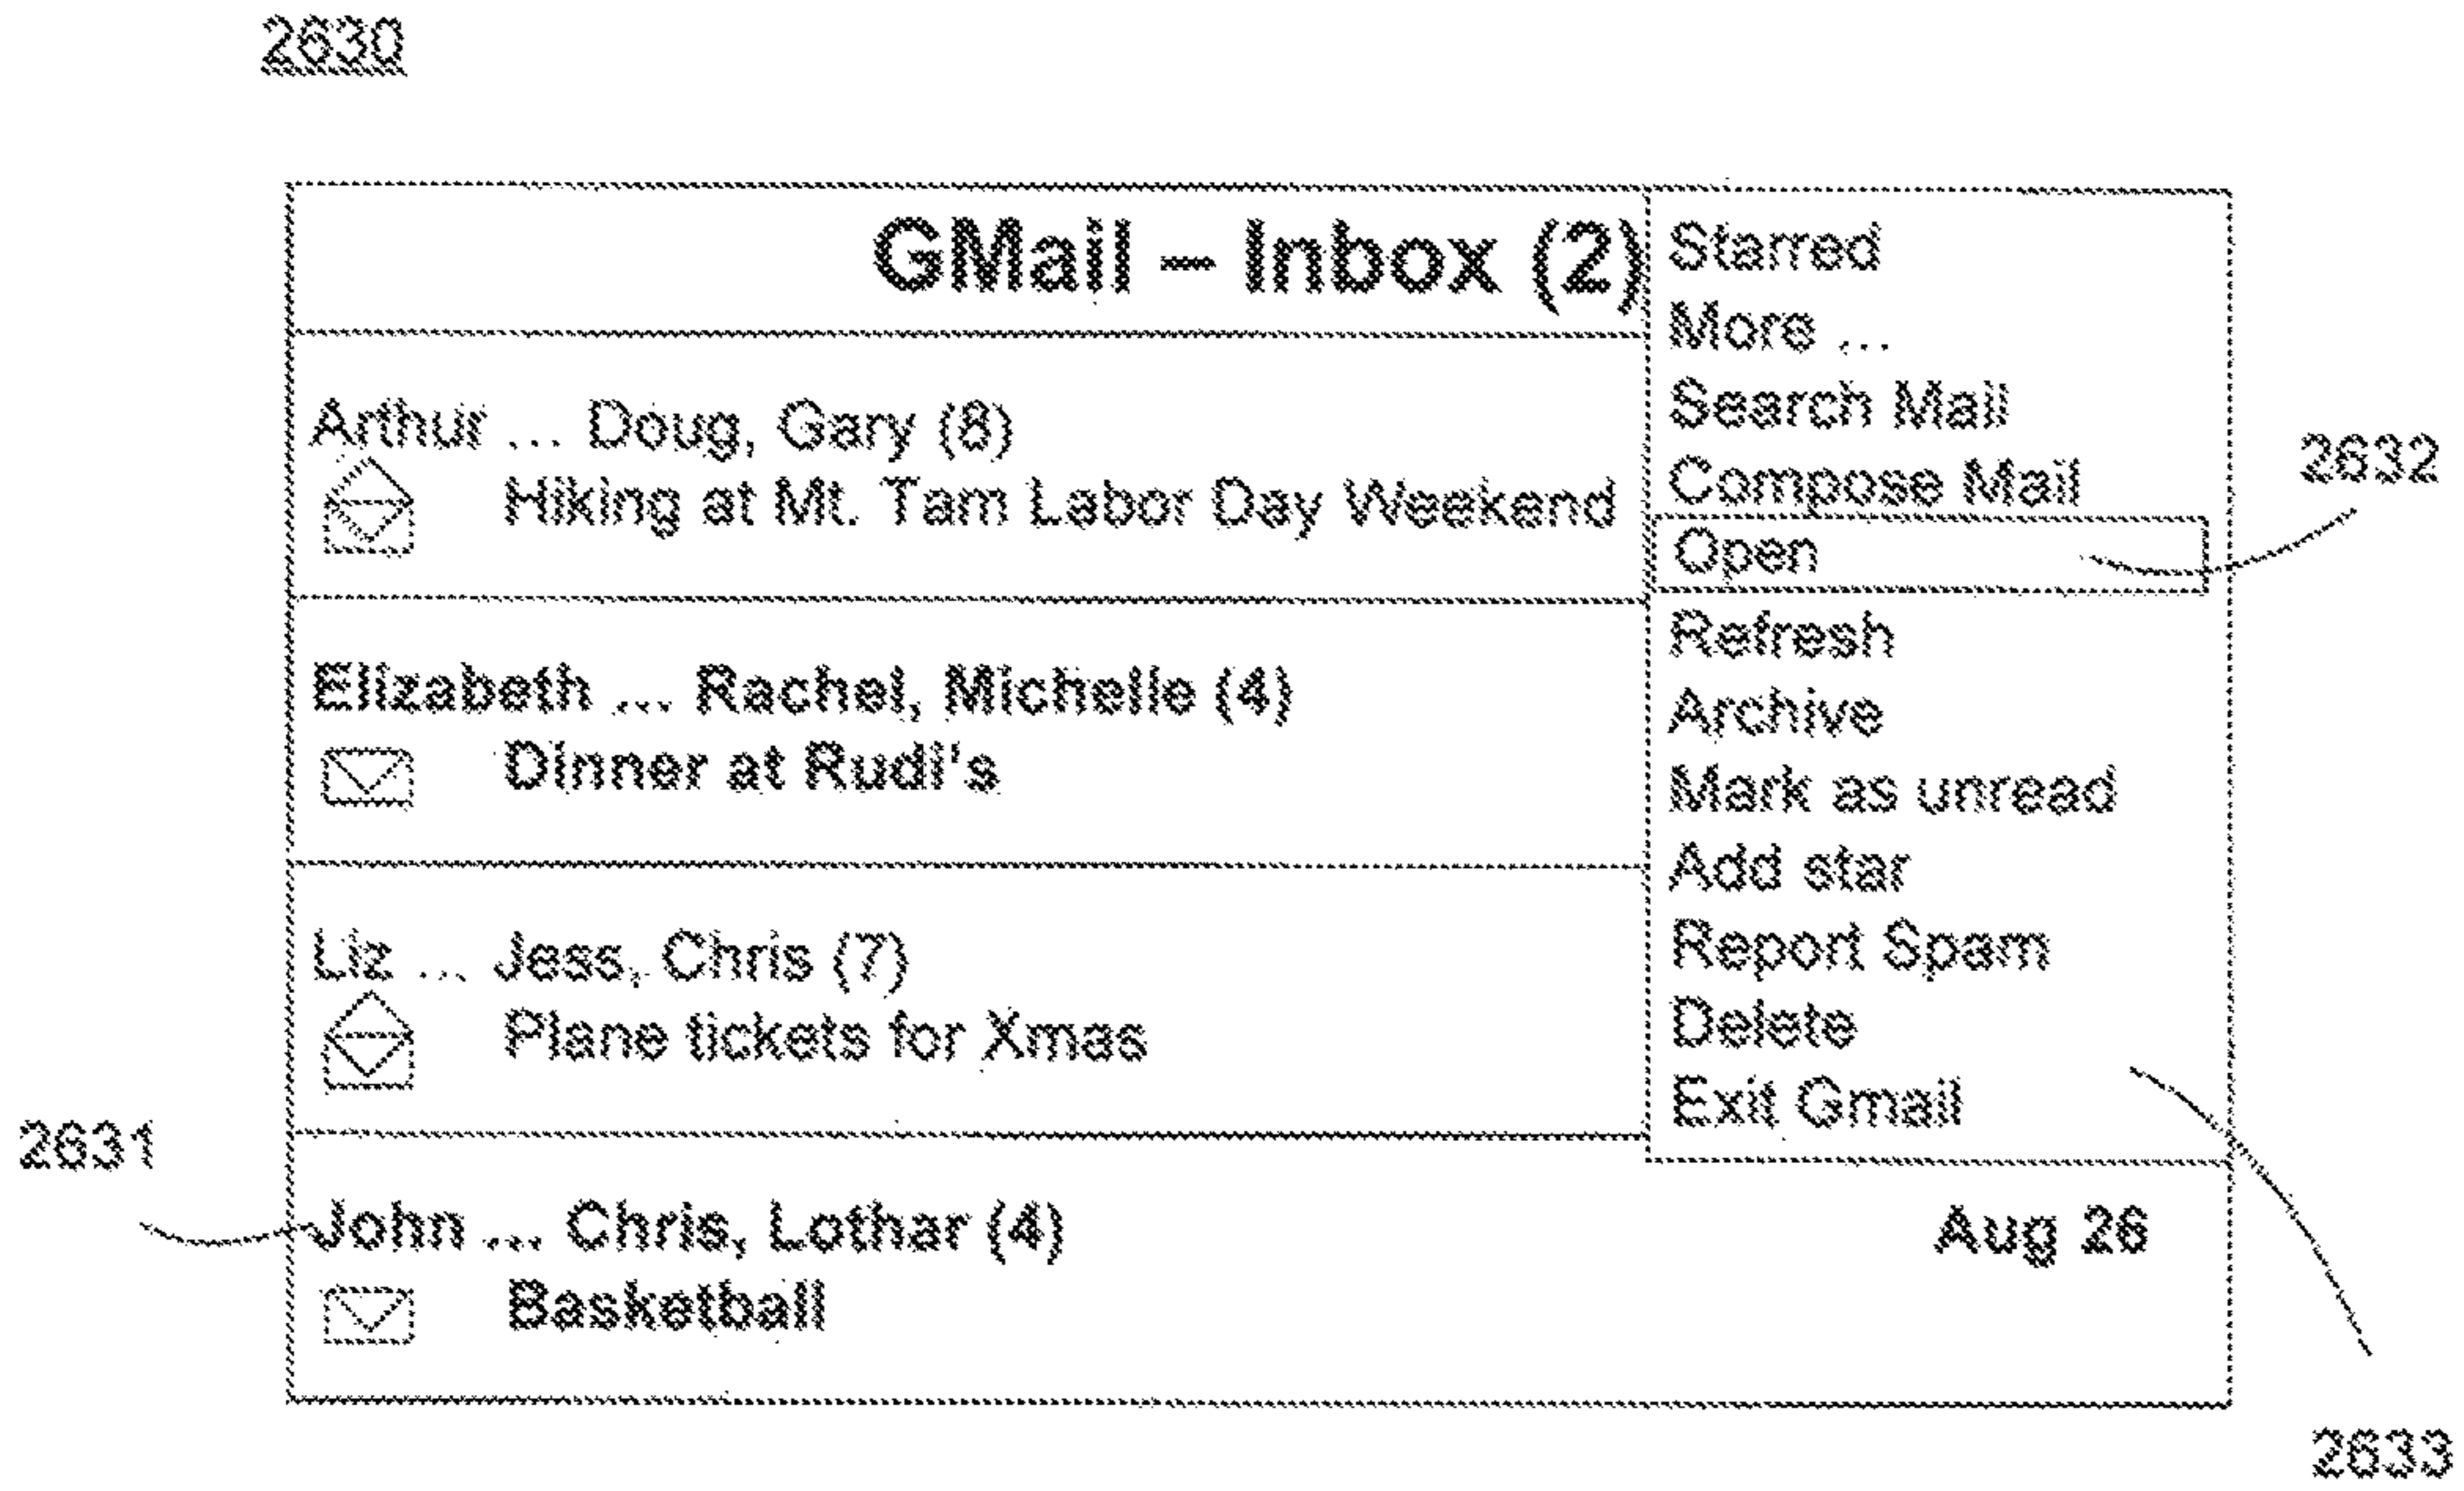 2630
GMail – Inbox (2)
Arthur ... Doug, Gary (8)
Hiking at Mt. Tam Labor Day Weekend
Elizabeth ... Rachel, Michelle (4)
Dinner at Rudi's
Liz ... Jess, Chris (7)
Plane tickets for Xmas
John ... Chris, Lothar (4) Aug 26
Basketball
Starred
More ...
Search Mail
Compose Mail
Open
Refresh
Archive
Mark as unread
Add star
Report Spam
Delete
Exit Gmail
2631
2632
2633